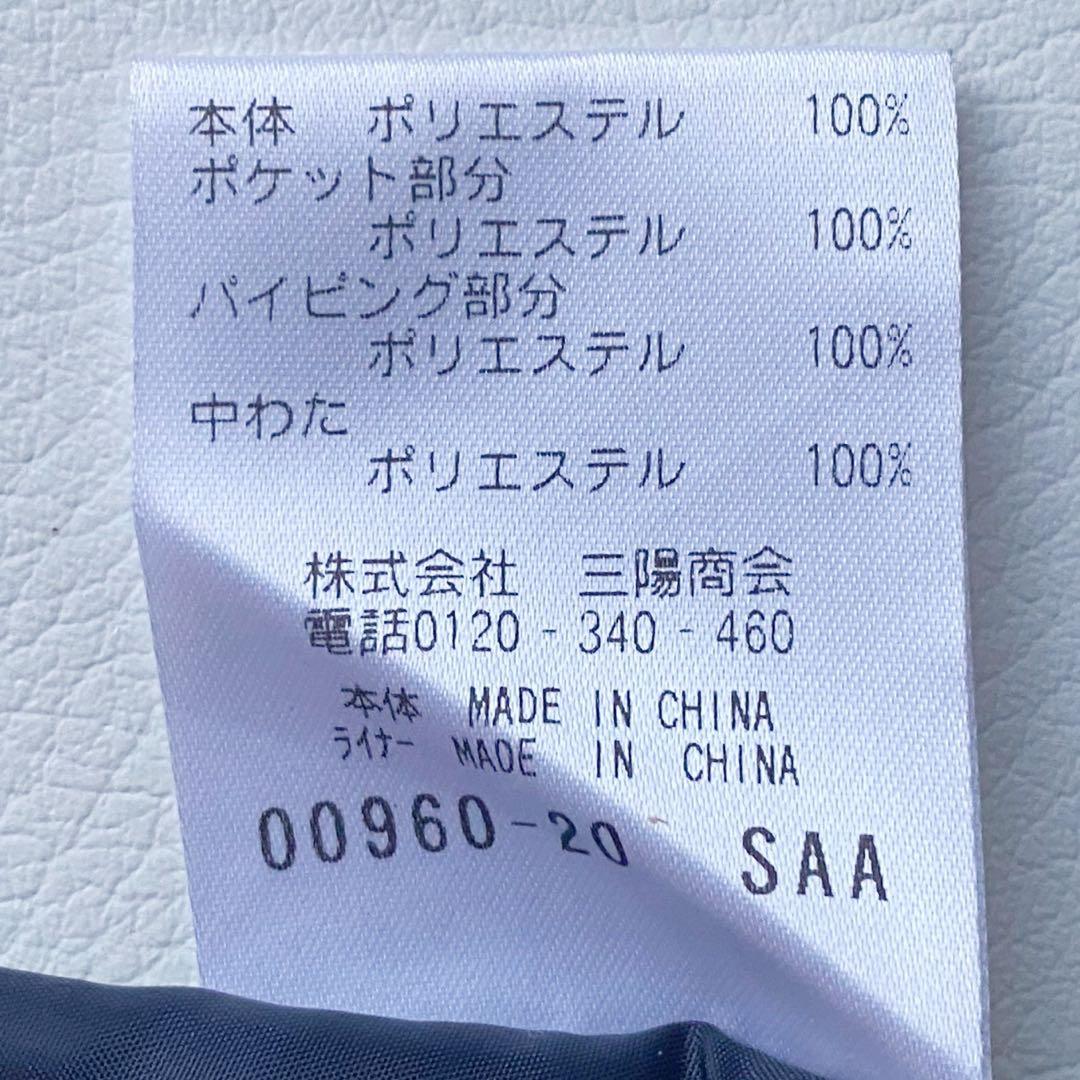 本体 ポリエステル 100%
ポケット部分
ポリエステル 100%
パイピング部分
ポリエステル 100%
中わた
ポリエステル 100%
株式会社 三陽商会
電話0120-340-460
本体 MADE IN CHINA
ライナー MADE IN CHINA
00960-20 SAA